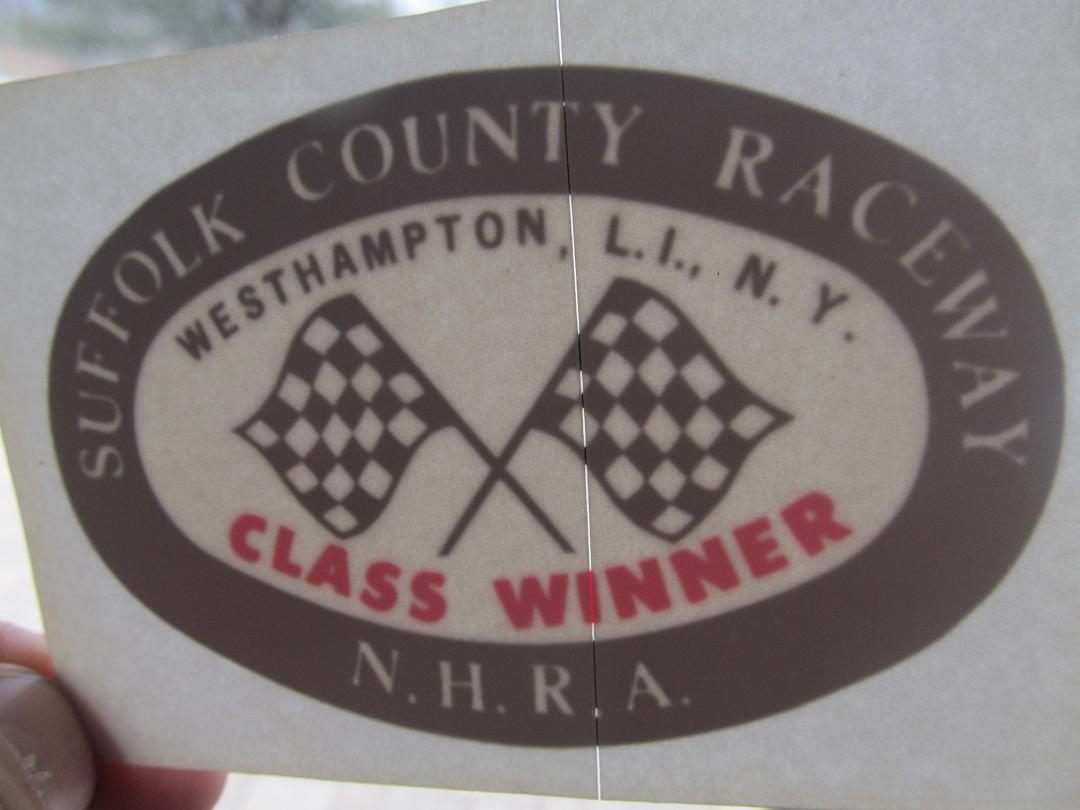 SUFFOLK COUNTY RACEWAY
WESTHAMPTON, L.I., N.Y.
CLASS WINNER
N.H.R.A.